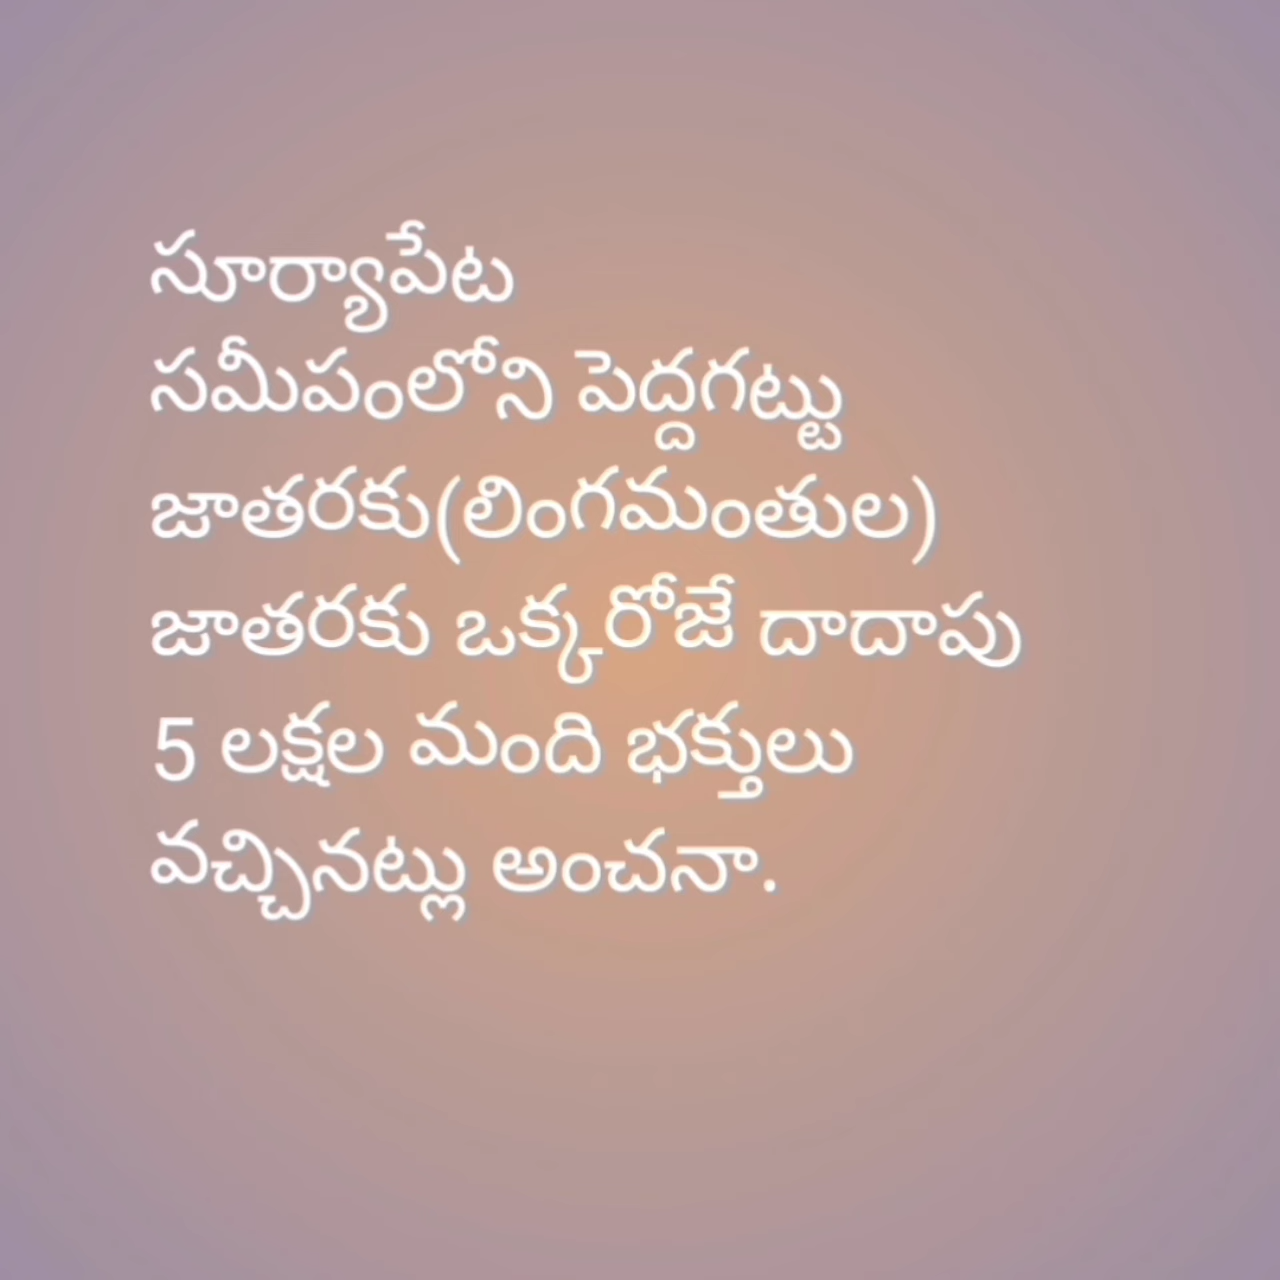 సూర్యాపేట
సమీపంలోని పెద్దగట్టు
జాతరకు(లింగమంతుల)
జాతరకు ఒక్కరోజే దాదాపు
5 లక్షల మంది భక్తులు
వచ్చినట్లు అంచనా.